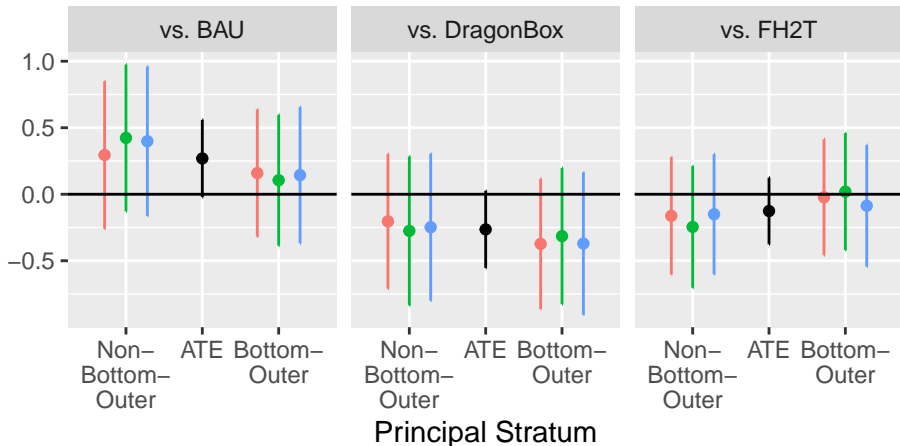 vs. BAU
vs. DragonBox
vs. FH2T
1.0
0.5
0.0
−0.5
Non−
Bottom−
Outer
ATE
Bottom−
Outer
Non−
Bottom−
Outer
ATE
Bottom−
Outer
Non−
Bottom−
Outer
ATE
Bottom−
Outer
Principal Stratum